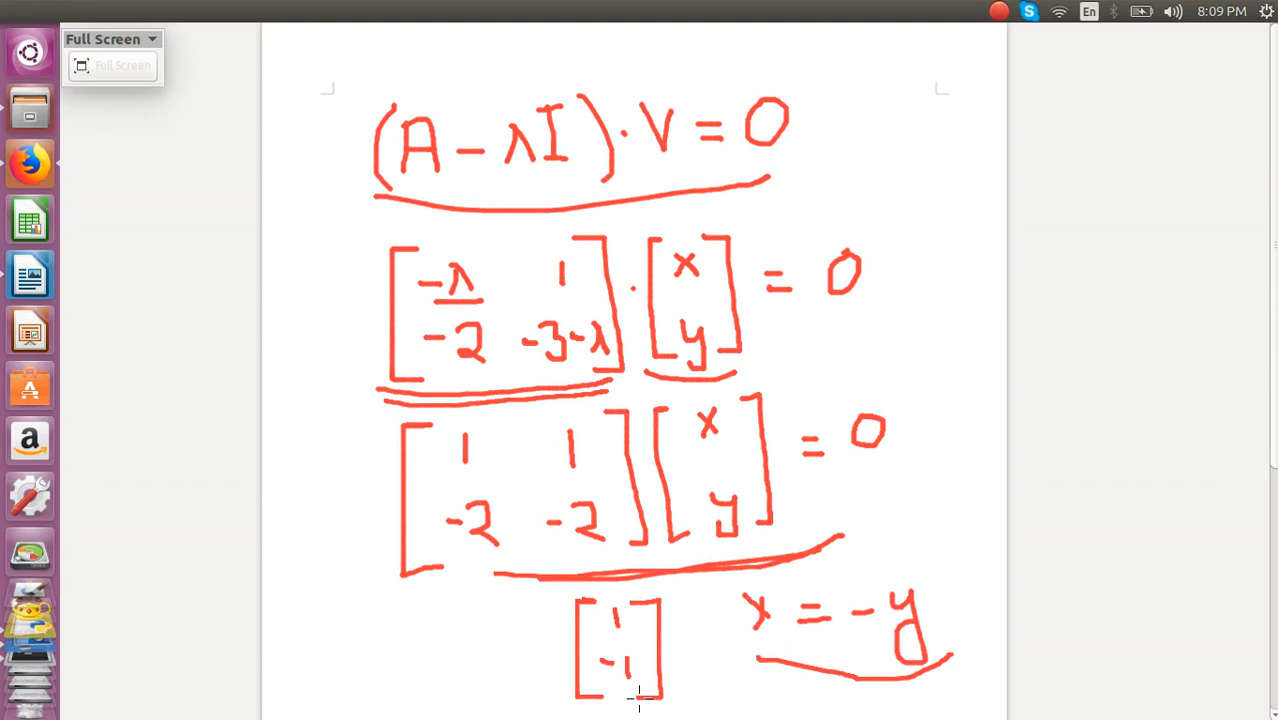 En 8:09 PM
Full Screen
Full Screen
(A - λI) · V = 0
[-λ 1] · [x] = 0
[-2 -3-λ] [y]
[1 1] [x] = 0
[-2 -2] [y]
[1] x = -y
[-1]